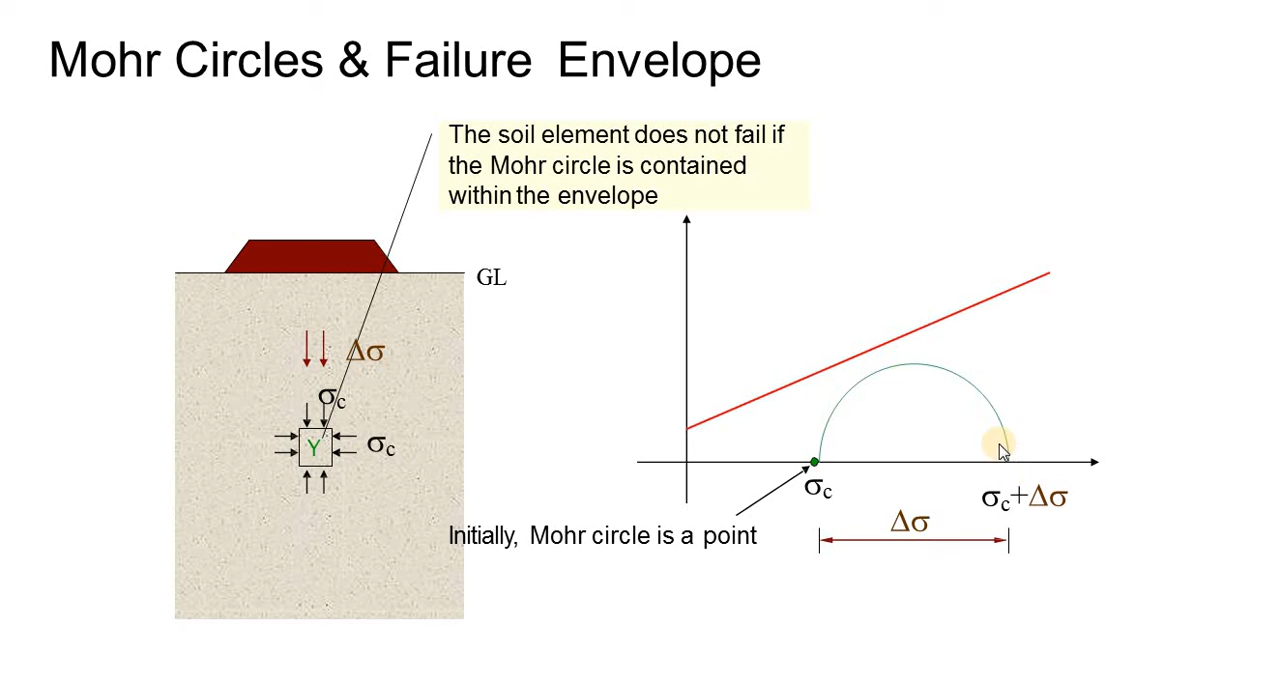 Mohr Circles & Failure Envelope
The soil element does not fail if
the Mohr circle is contained
within the envelope
GL
Δσ
σc
Y
σc
σc
σc+Δσ
Δσ
Initially, Mohr circle is a point